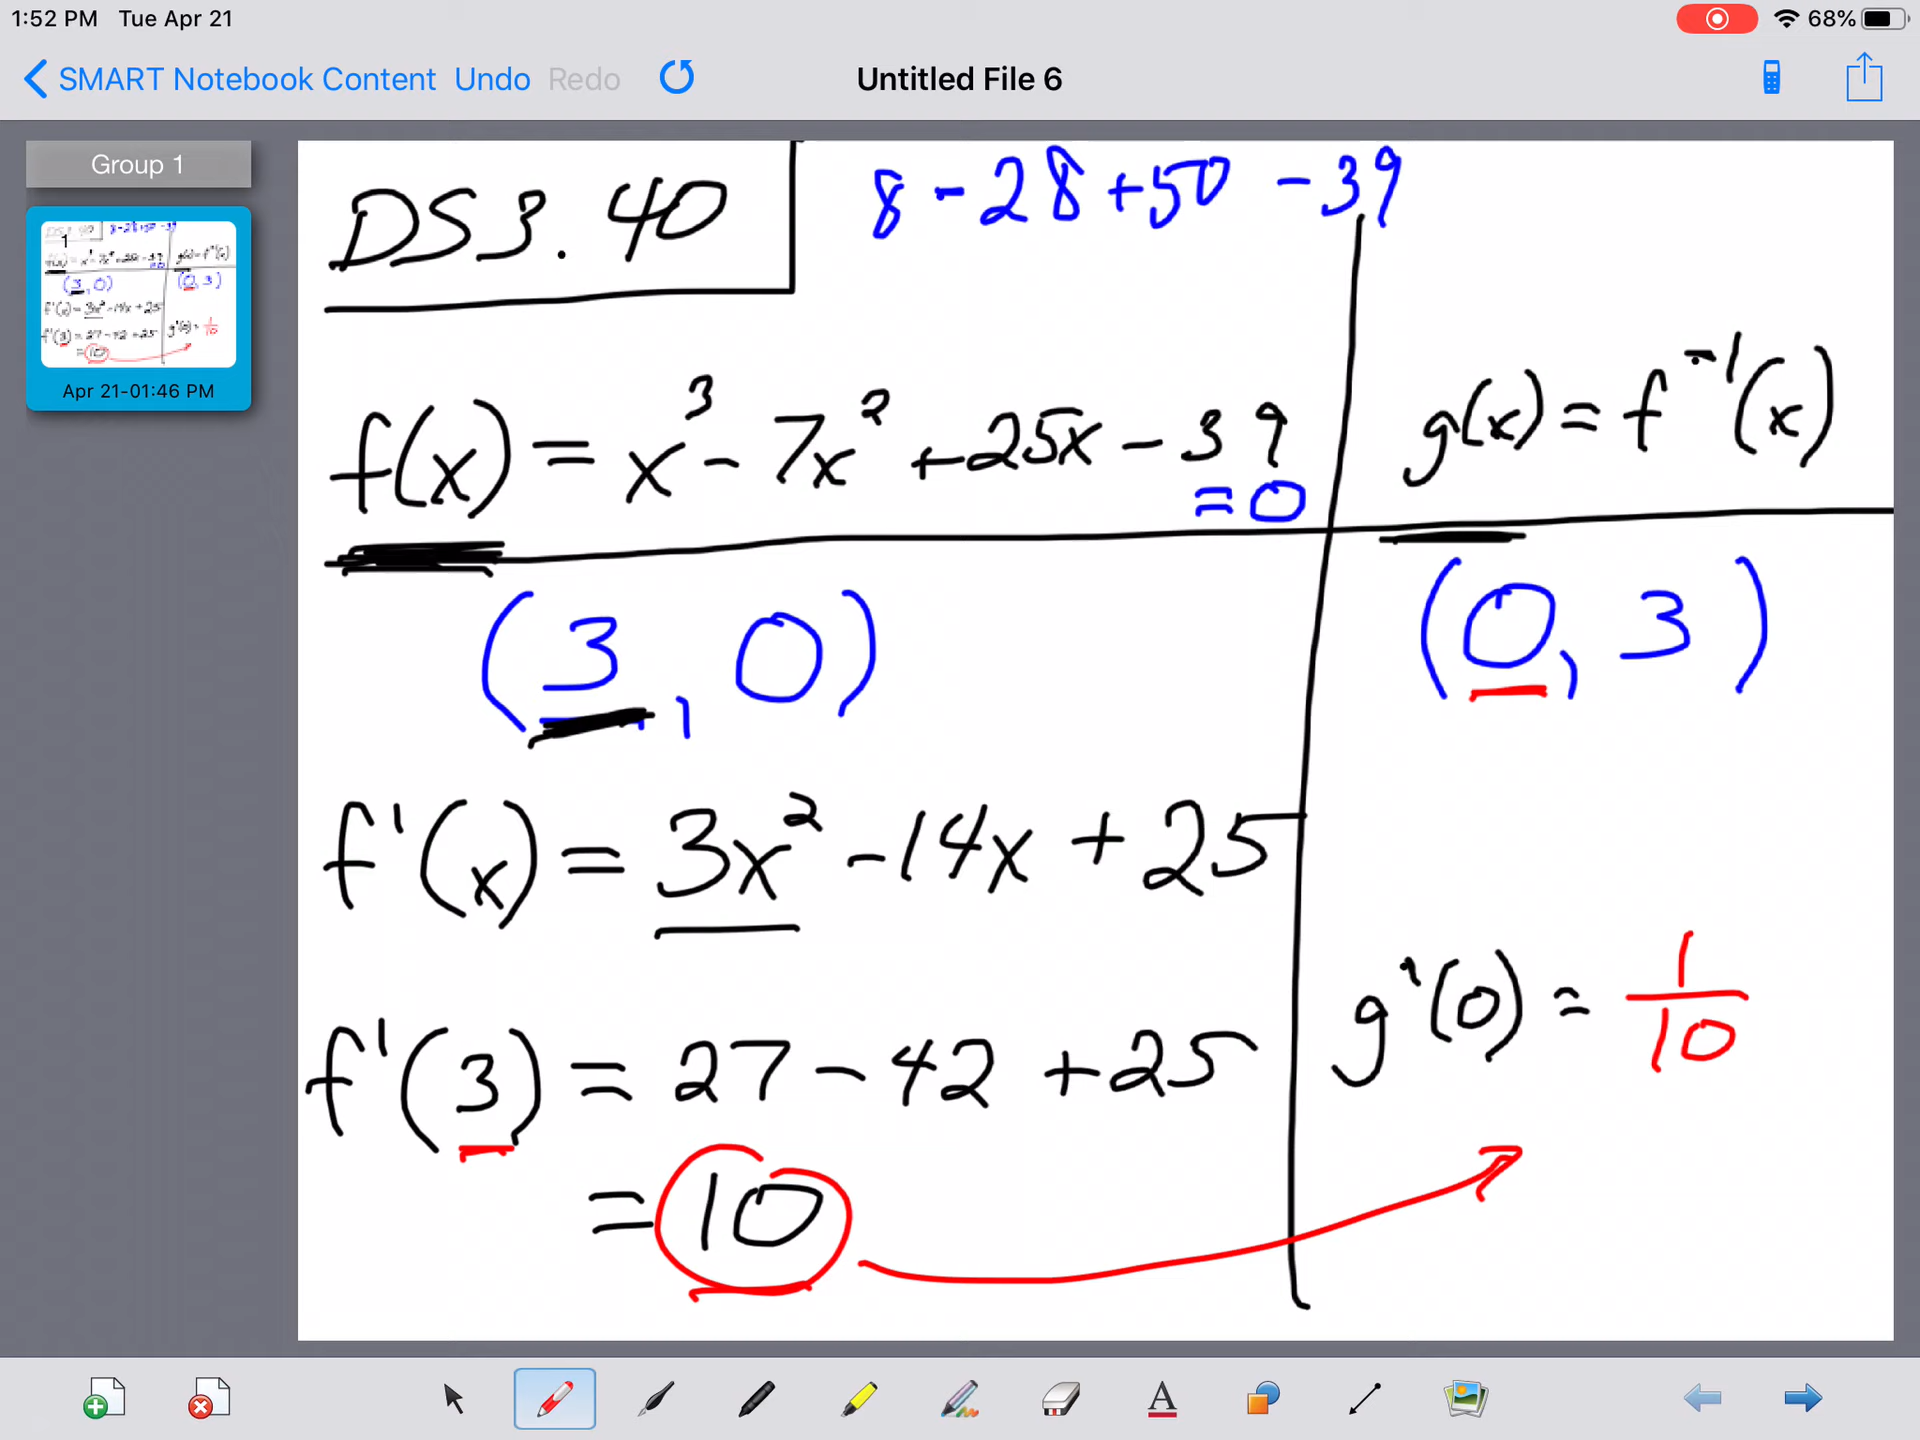 1:52 PM Tue Apr 21 68%
SMART Notebook Content Undo Redo Untitled File 6
Group 1
1
Apr 21-01:46 PM
DS3.40
8 - 28 + 50 - 39
f(x) = x³ - 7x² + 25x - 39
= 0
g(x) = f⁻¹(x)
(3, 0)
(0, 3)
f'(x) = 3x² - 14x + 25
f'(3) = 27 - 42 + 25
= 10
g'(0) = 1/10